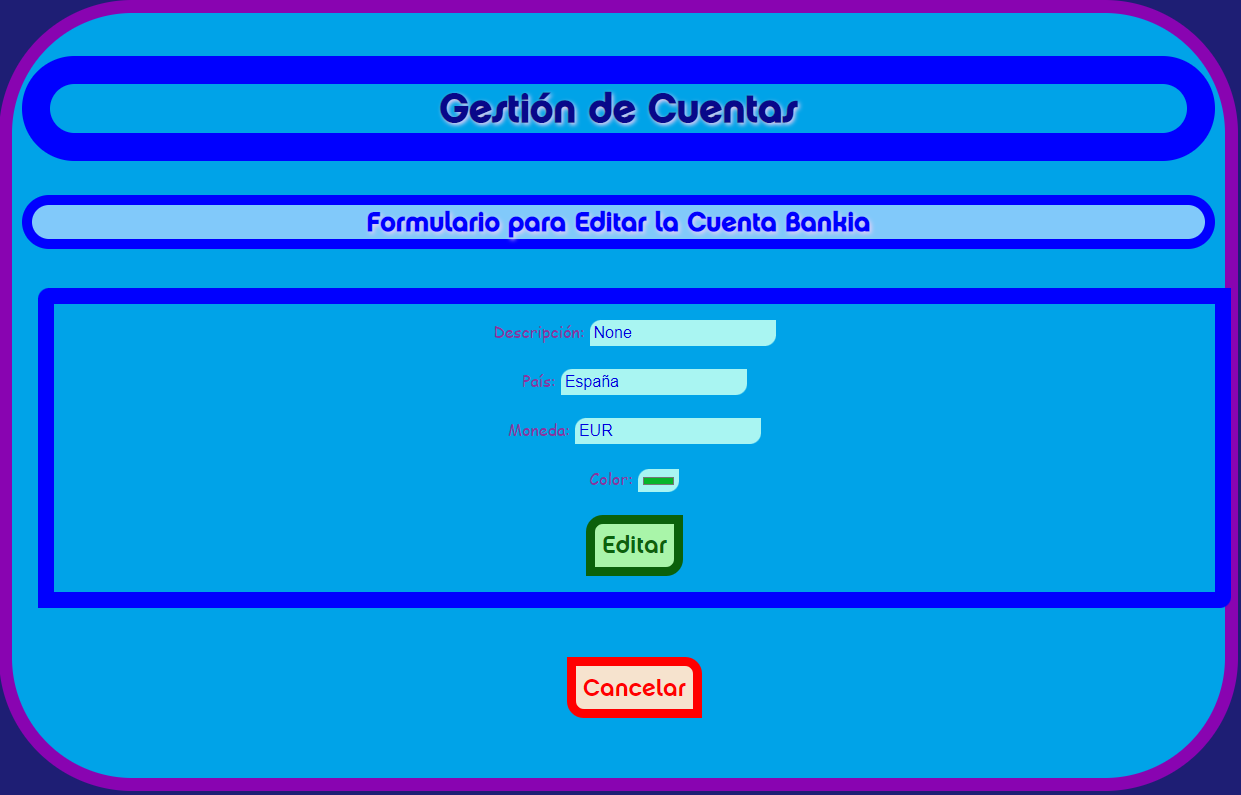 Gestión de Cuentas
Formulario para Editar la Cuenta Bankia
Descripción: None
País: España
Moneda: EUR
Color:
Editar
Cancelar